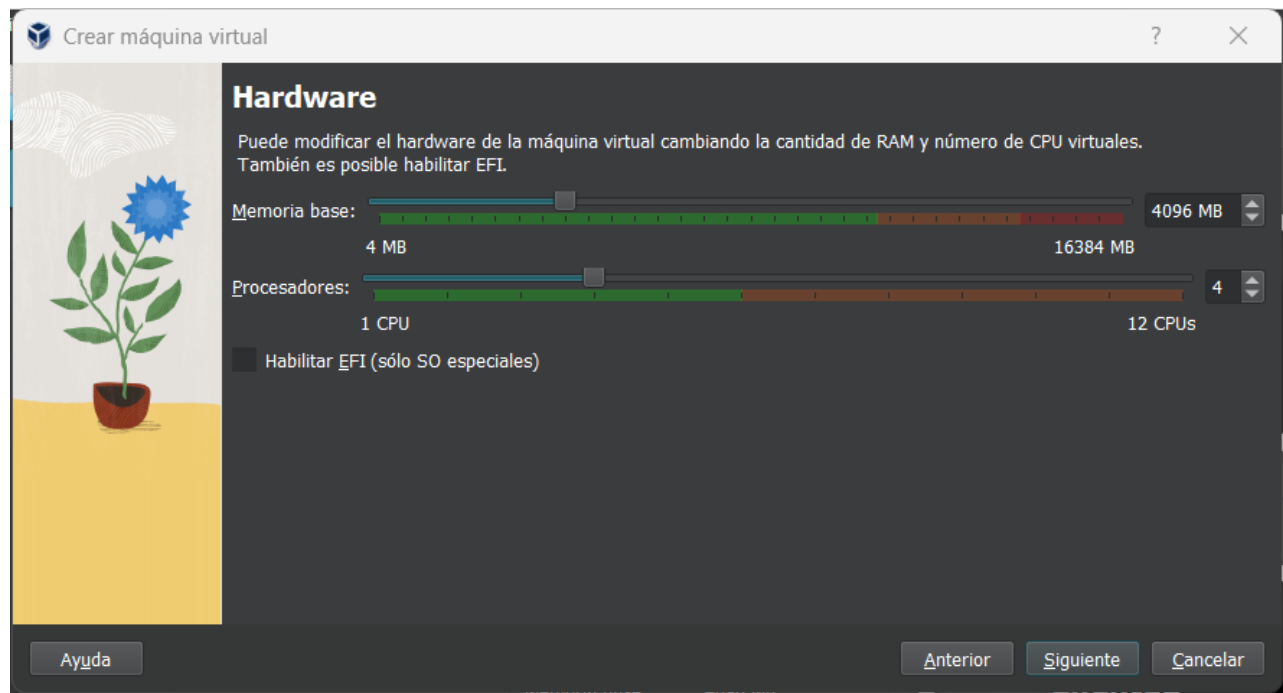 Crear máquina virtual
?
Hardware
Puede modificar el hardware de la máquina virtual cambiando la cantidad de RAM y número de CPU virtuales.
También es posible habilitar EFI.
Memoria base:
4096 MB
4 MB
16384 MB
Procesadores:
4
1 CPU
12 CPUs
Habilitar EFI (sólo SO especiales)
Ayuda
Anterior
Siguiente
Cancelar